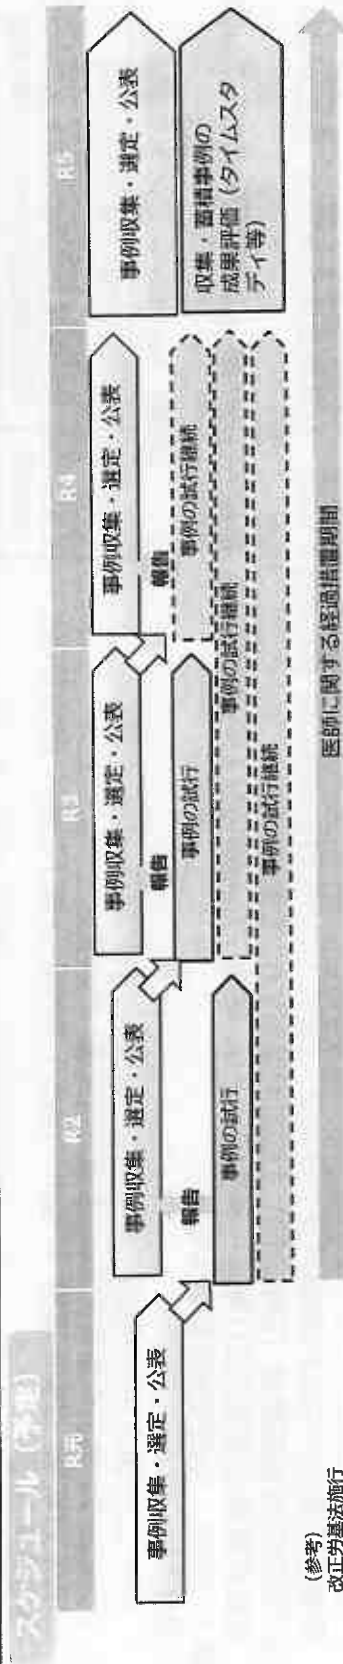 スケジュール（予定）
R元
R2
R3
R4
R5
事例収集・選定・公表
事例収集・選定・公表
事例収集・選定・公表
事例収集・選定・公表
事例収集・選定・公表
報告
報告
報告
事例の試行
事例の試行
事例の試行継続
事例の試行継続
事例の試行継続
収集・蓄積事例の
成果評価（タイムスタ
ディ等）
（参考）
改正労基法施行
医師に関する経過措置期間